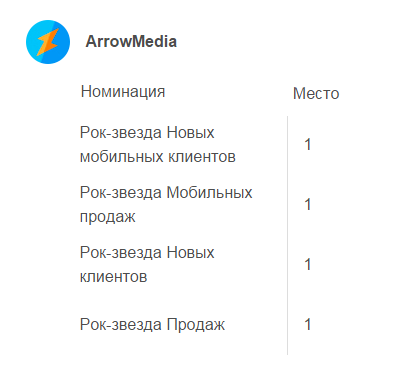 ArrowMedia
Номинация Место
Рок-звезда Новых
мобильных клиентов 1
Рок-звезда Мобильных
продаж 1
Рок-звезда Новых
клиентов 1
Рок-звезда Продаж 1